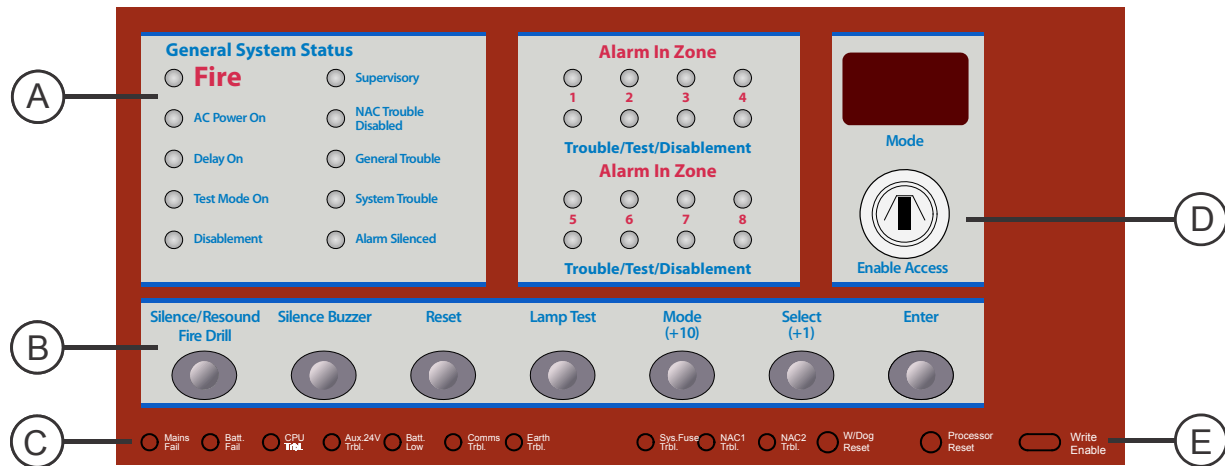 General System Status
Fire
AC Power On
Delay On
Test Mode On
Disablement
Supervisory
NAC Trouble
Disabled
General Trouble
System Trouble
Alarm Silenced
Alarm In Zone
1 2 3 4
Trouble/Test/Disablement
Alarm In Zone
5 6 7 8
Trouble/Test/Disablement
Mode
Enable Access
A
D
Silence/Resound
Fire Drill
Silence Buzzer
Reset
Lamp Test
Mode
(+10)
Select
(+1)
Enter
B
C
Mains
Fail
Batt.
Fail
CPU
Trbl.
Aux.24V
Trbl.
Batt.
Low
Comms
Trbl.
Earth
Trbl.
Sys.Fuse
Trbl.
NAC1
Trbl.
NAC2
Trbl.
W/Dog
Reset
Processor
Reset
Write
Enable
E